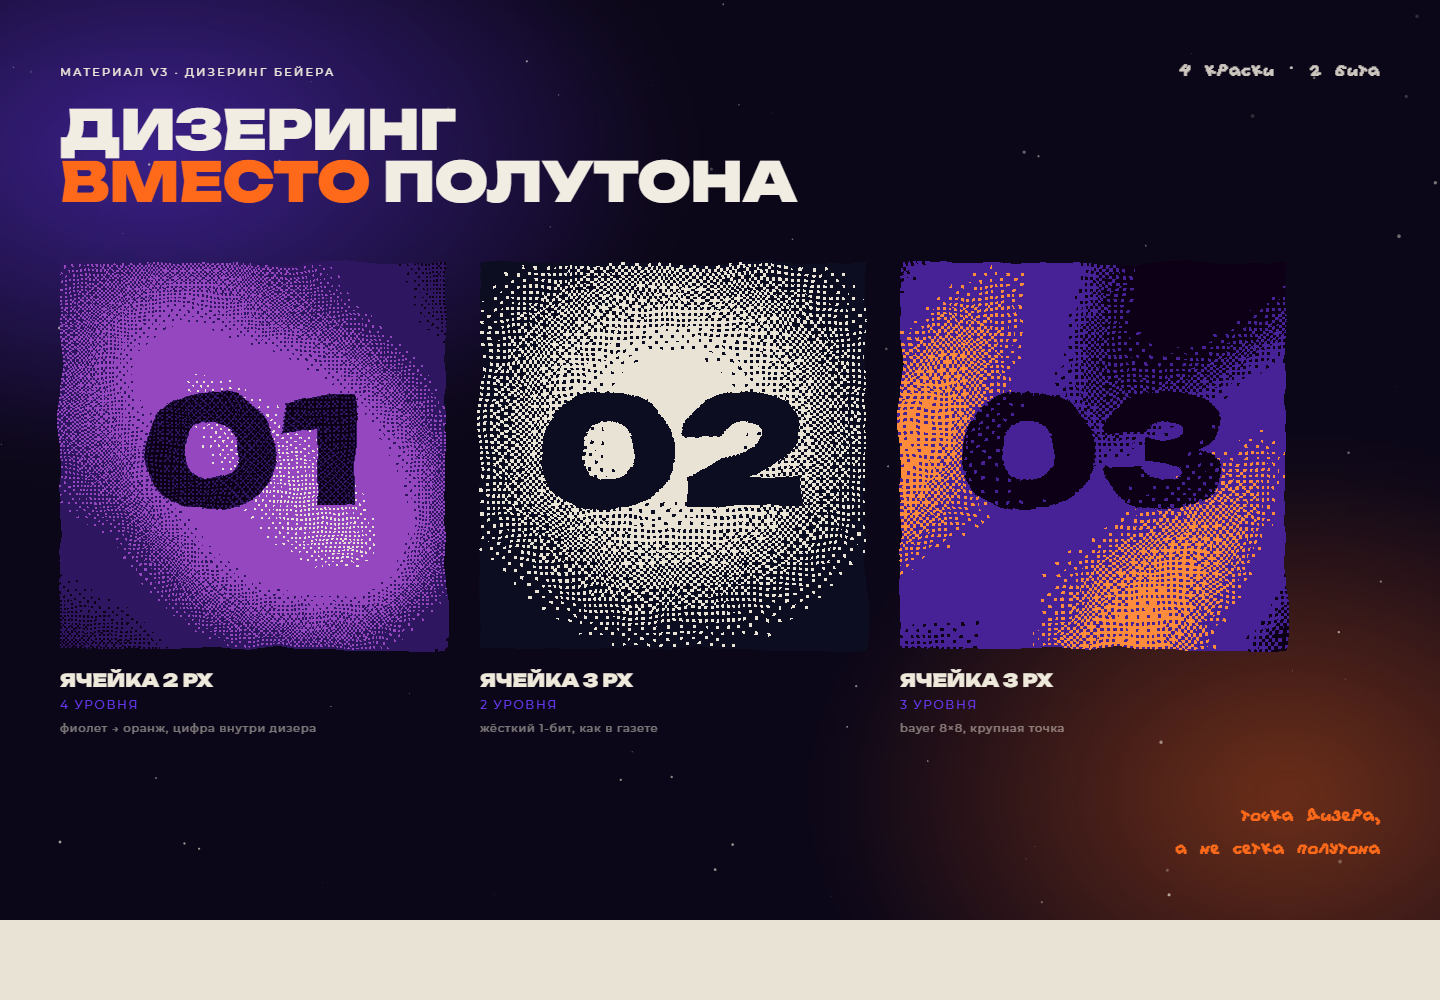 МАТЕРИАЛ V3 · ДИЗЕРИНГ БЕЙЕРА
4 краски · 2 бита
ДИЗЕРИНГ
ВМЕСТО ПОЛУТОНА
01
02
03
ЯЧЕЙКА 2 PX
4 УРОВНЯ
фиолет → оранж, цифра внутри дизера
ЯЧЕЙКА 3 PX
2 УРОВНЯ
жёсткий 1-бит, как в газете
ЯЧЕЙКА 3 PX
3 УРОВНЯ
bayer 8×8, крупная точка
точка дизера,
а не сетка полутона